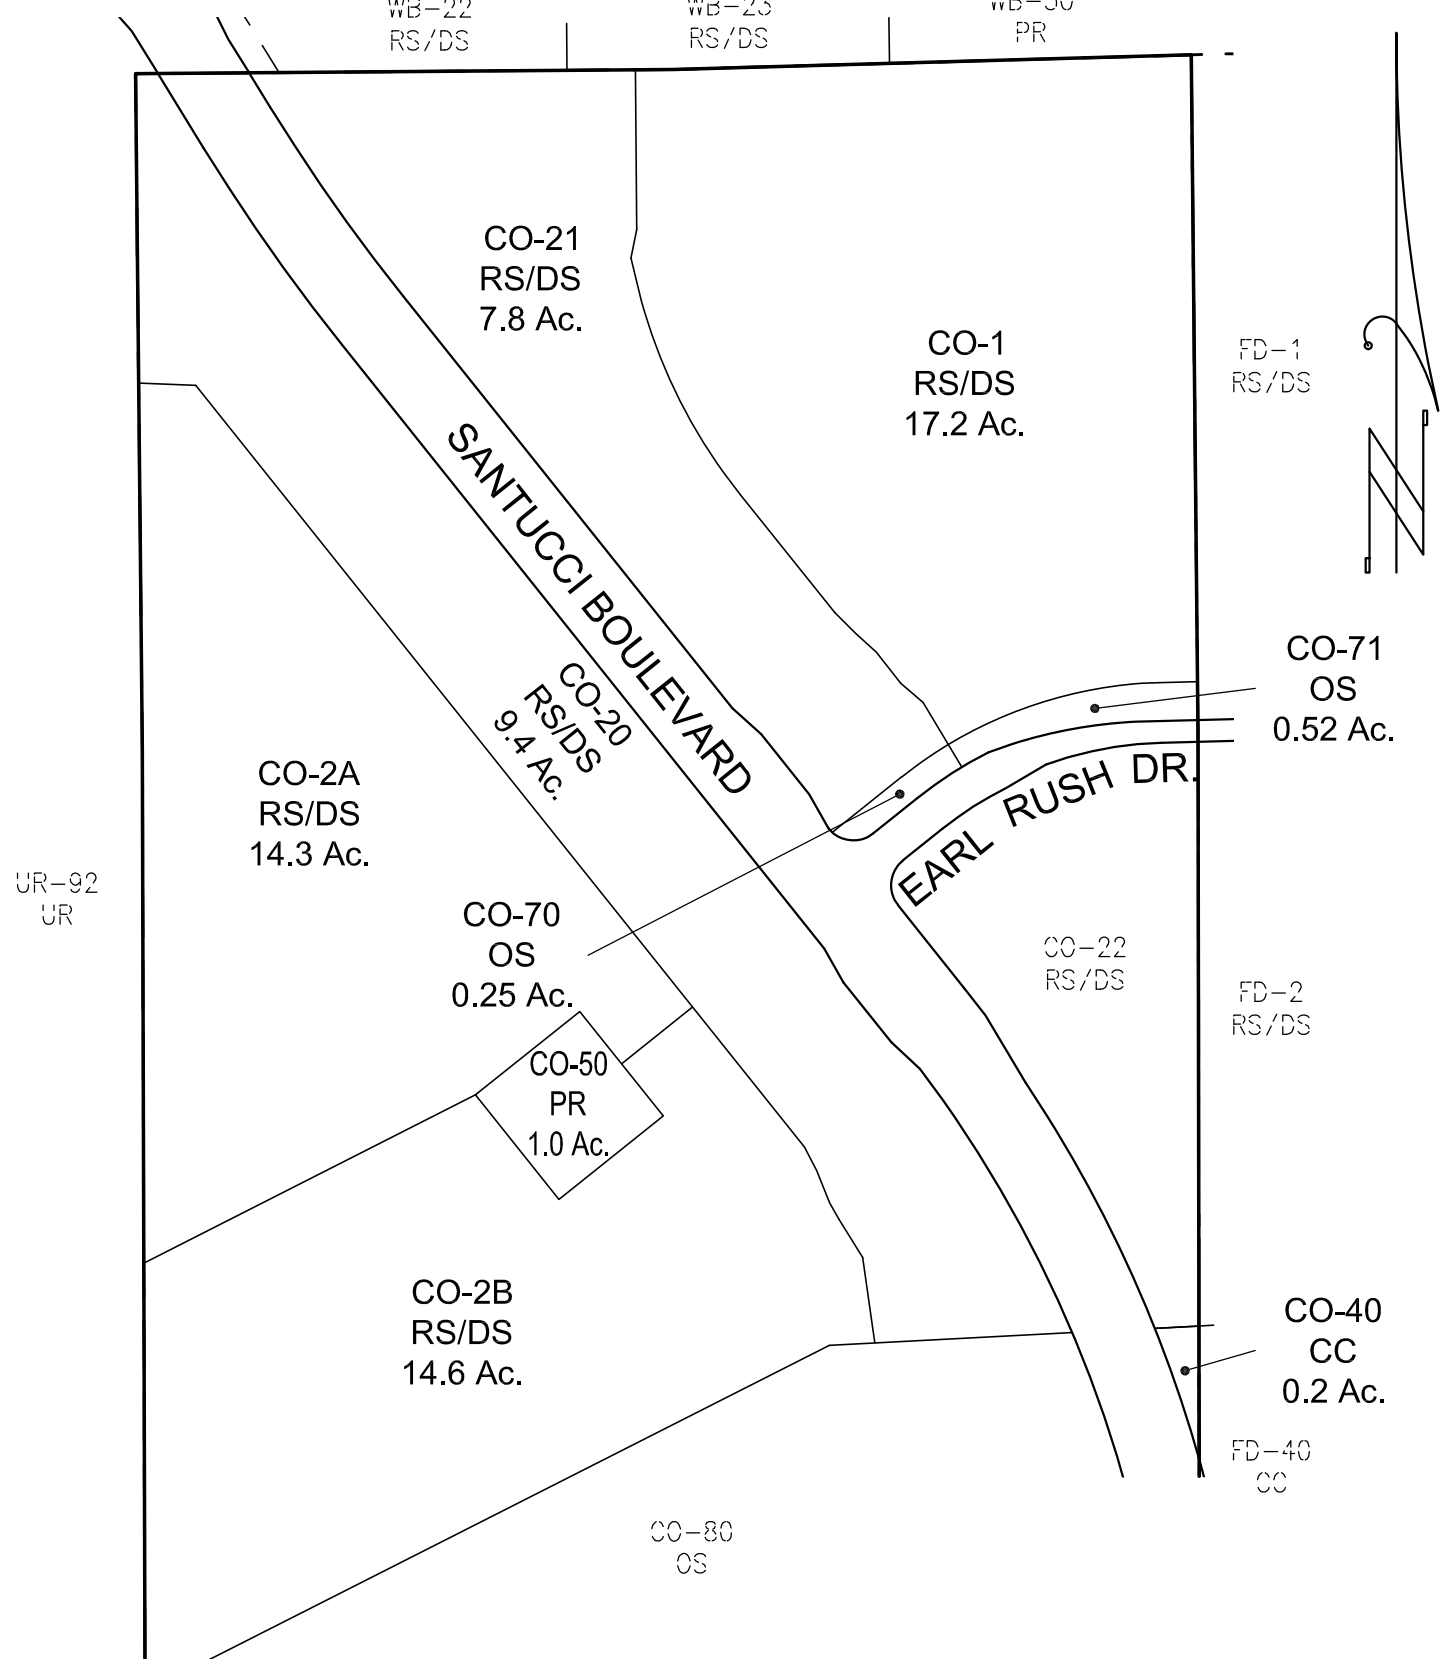 WB-22
RS/DS
WB-23
RS/DS
WB-50
PR
CO-21
RS/DS
7.8 Ac.
CO-1
RS/DS
17.2 Ac.
FD-1
RS/DS
N
SANTUCCI BOULEVARD
CO-20
RS/DS
9.4 Ac.
CO-71
OS
0.52 Ac.
EARL RUSH DR.
CO-2A
RS/DS
14.3 Ac.
UR-92
UR
CO-70
OS
0.25 Ac.
CO-22
RS/DS
FD-2
RS/DS
CO-50
PR
1.0 Ac.
CO-2B
RS/DS
14.6 Ac.
CO-40
CC
0.2 Ac.
FD-40
CC
CO-80
OS